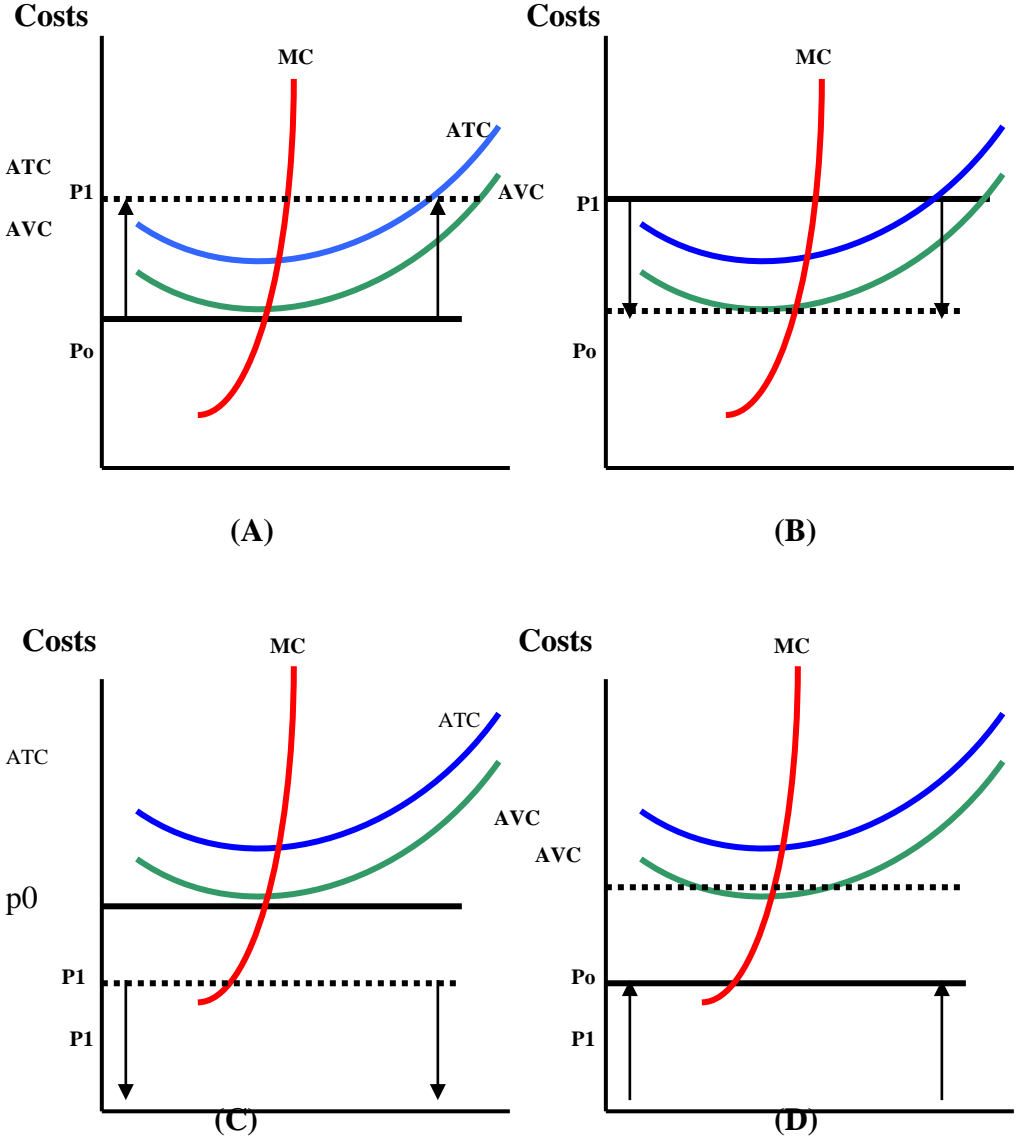 Costs Costs
MC MC
ATC
ATC
P1 AVC P1
AVC
Po Po
(A) (B)
Costs Costs
MC MC
ATC
ATC
AVC
AVC
p0
P1 Po
P1 P1
(C) (D)